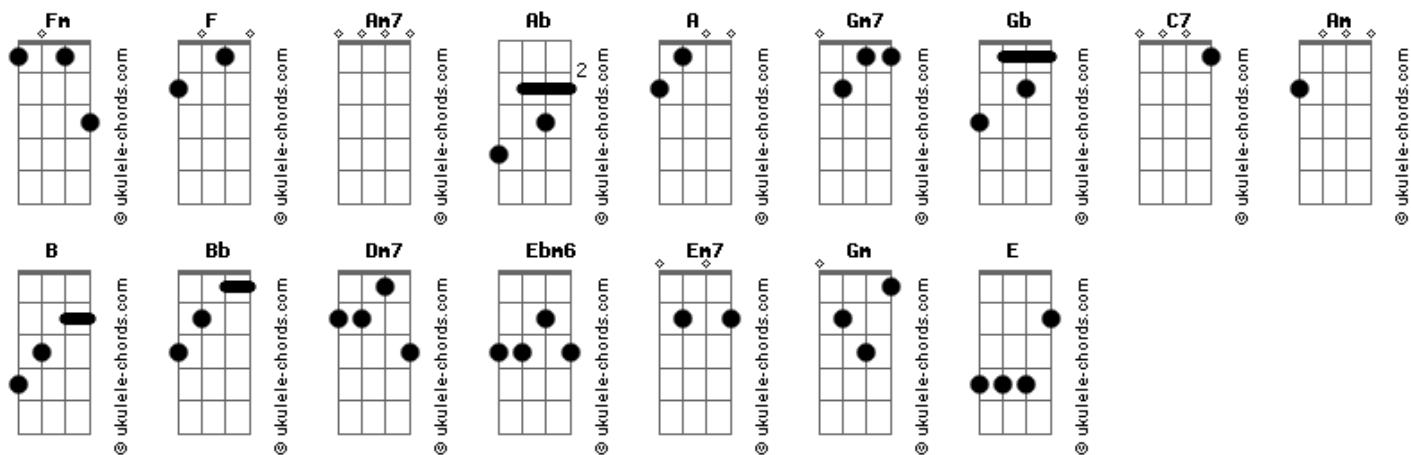 Fm F Am7 Ab A Gm7 Gb C7 Am
2
© ukulele-chords.com © ukulele-chords.com © ukulele-chords.com © ukulele-chords.com © ukulele-chords.com © ukulele-chords.com © ukulele-chords.com © ukulele-chords.com © ukulele-chords.com
B Bb Dm7 Ebm6 Em7 Gm E
© ukulele-chords.com © ukulele-chords.com © ukulele-chords.com © ukulele-chords.com © ukulele-chords.com © ukulele-chords.com © ukulele-chords.com